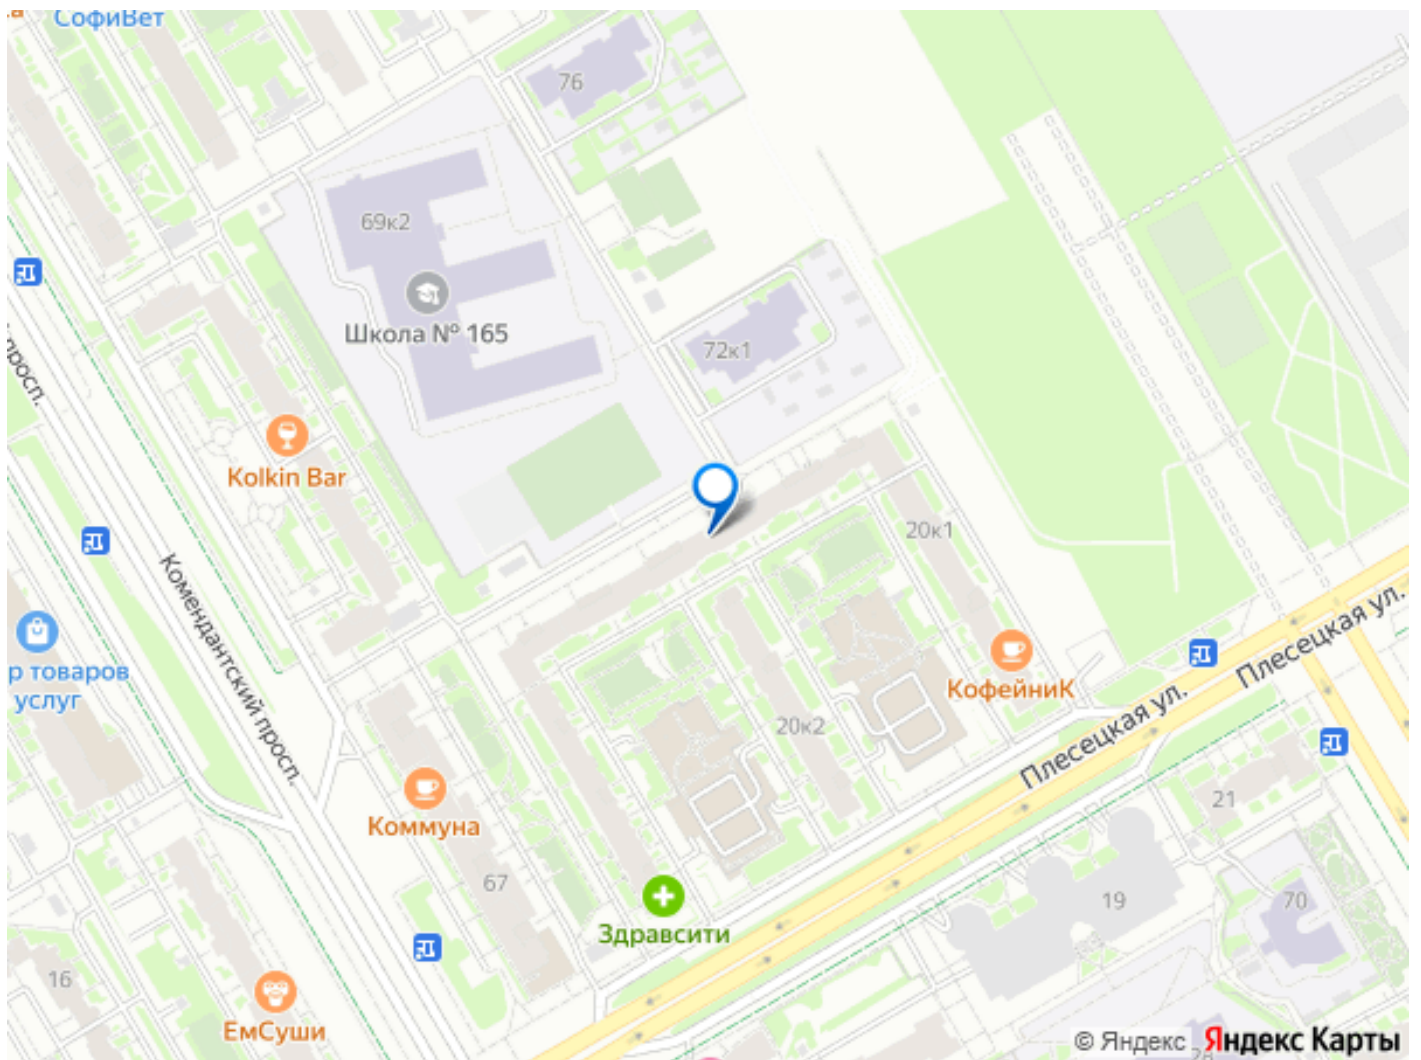 СофиВет
76
69к2
Школа № 165
72к1
просп.
Kolkin Bar
20к1
Комендантский просп.
р товаров
услуг
КофейниК
Плесецкая ул.
Плесецкая ул.
20к2
21
Коммуна
67
19
70
Здравсити
16
ЕмСуши
© Яндекс
Яндекс Карты